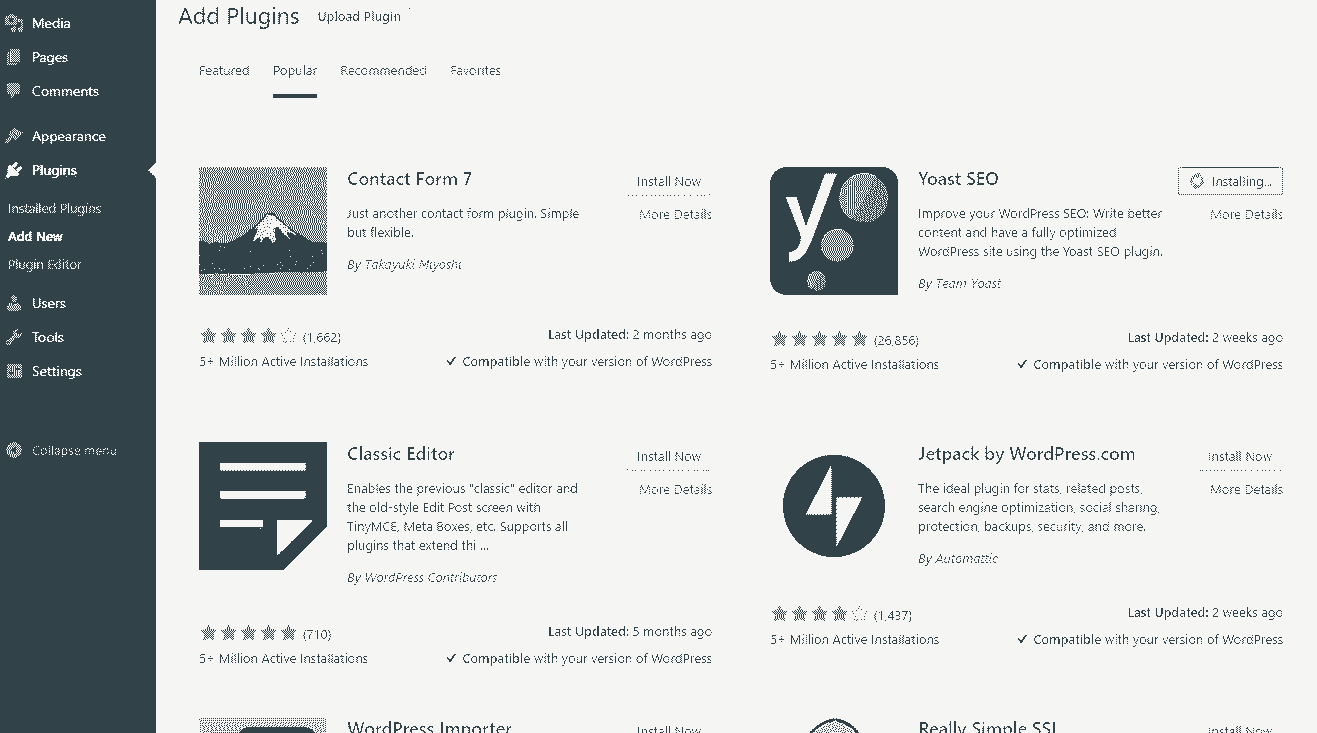 Media
Pages
Comments
Appearance
Plugins
Installed Plugins
Add New
Plugin Editor
Users
Tools
Settings
Collapse menu
Add Plugins Upload Plugin
Featured Popular Recommended Favorites
Contact Form 7
Install Now
More Details
Just another contact form plugin. Simple
but flexible.
By Takayuki Miyoshi
(1,662)
Last Updated: 2 months ago
5+ Million Active Installations
Compatible with your version of WordPress
y
Yoast SEO
Installing...
More Details
Improve your WordPress SEO: Write better
content and have a fully optimized
WordPress site using the Yoast SEO plugin.
By Team Yoast
(26,856)
Last Updated: 2 weeks ago
5+ Million Active Installations
Compatible with your version of WordPress
Classic Editor
Install Now
More Details
Enables the previous "classic" editor and
the old-style Edit Post screen with
TinyMCE, Meta Boxes, etc. Supports all
plugins that extend thi ...
By WordPress Contributors
(710)
Last Updated: 5 months ago
5+ Million Active Installations
Compatible with your version of WordPress
Jetpack by WordPress.com
Install Now
More Details
The ideal plugin for stats, related posts,
search engine optimization, social sharing,
protection, backups, security, and more.
By Automattic
(1,437)
Last Updated: 2 weeks ago
5+ Million Active Installations
Compatible with your version of WordPress
WordPress Importer
Install Now
Really Simple SSL
Install Now